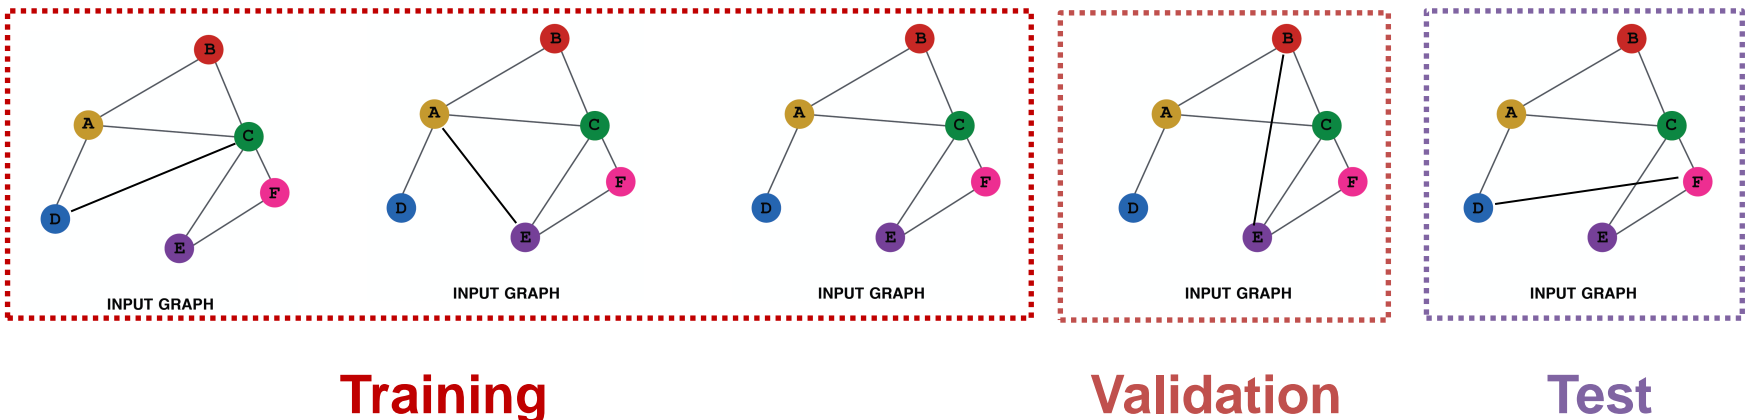 B
A
C
F
D
E
INPUT GRAPH
B
A
C
F
D
E
INPUT GRAPH
B
A
C
F
D
E
INPUT GRAPH
B
A
C
F
D
E
INPUT GRAPH
B
A
C
F
D
E
INPUT GRAPH
Training
Validation
Test